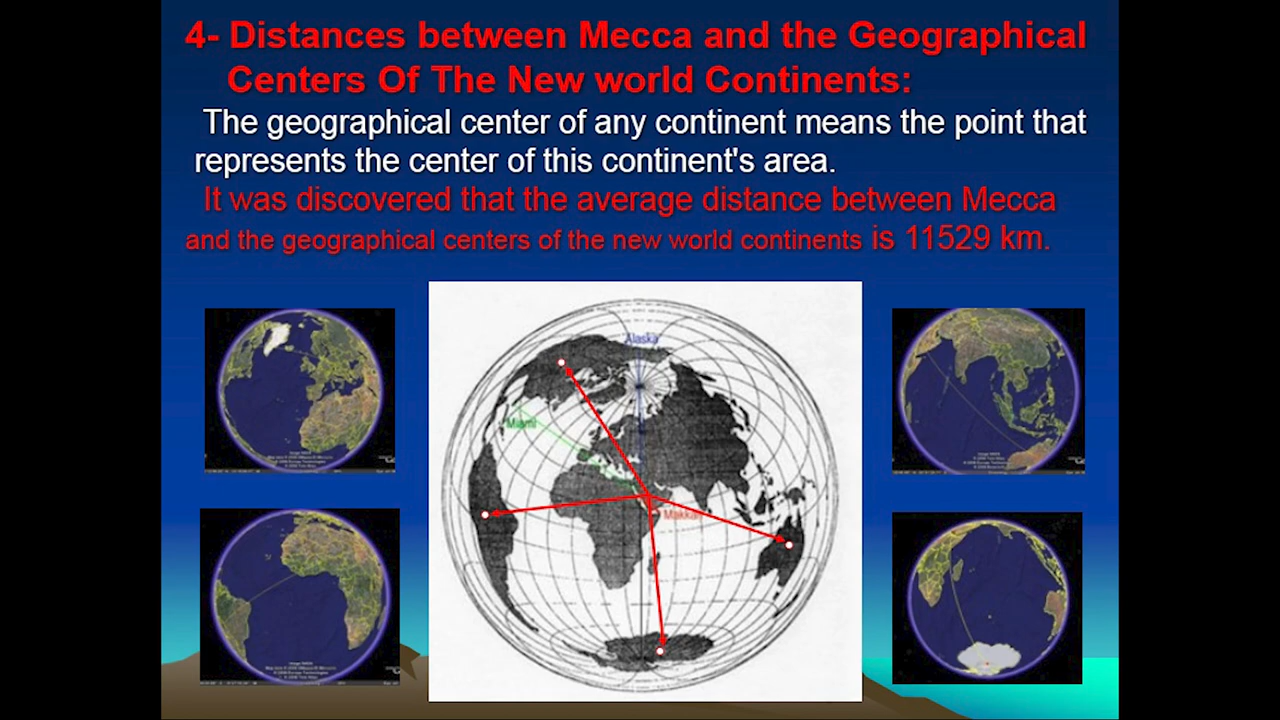 4- Distances between Mecca and the Geographical
Centers Of The New world Continents:
The geographical center of any continent means the point that
represents the center of this continent's area.
It was discovered that the average distance between Mecca
and the geographical centers of the new world continents is 11529 km.
Alaska
Miami
Makkah